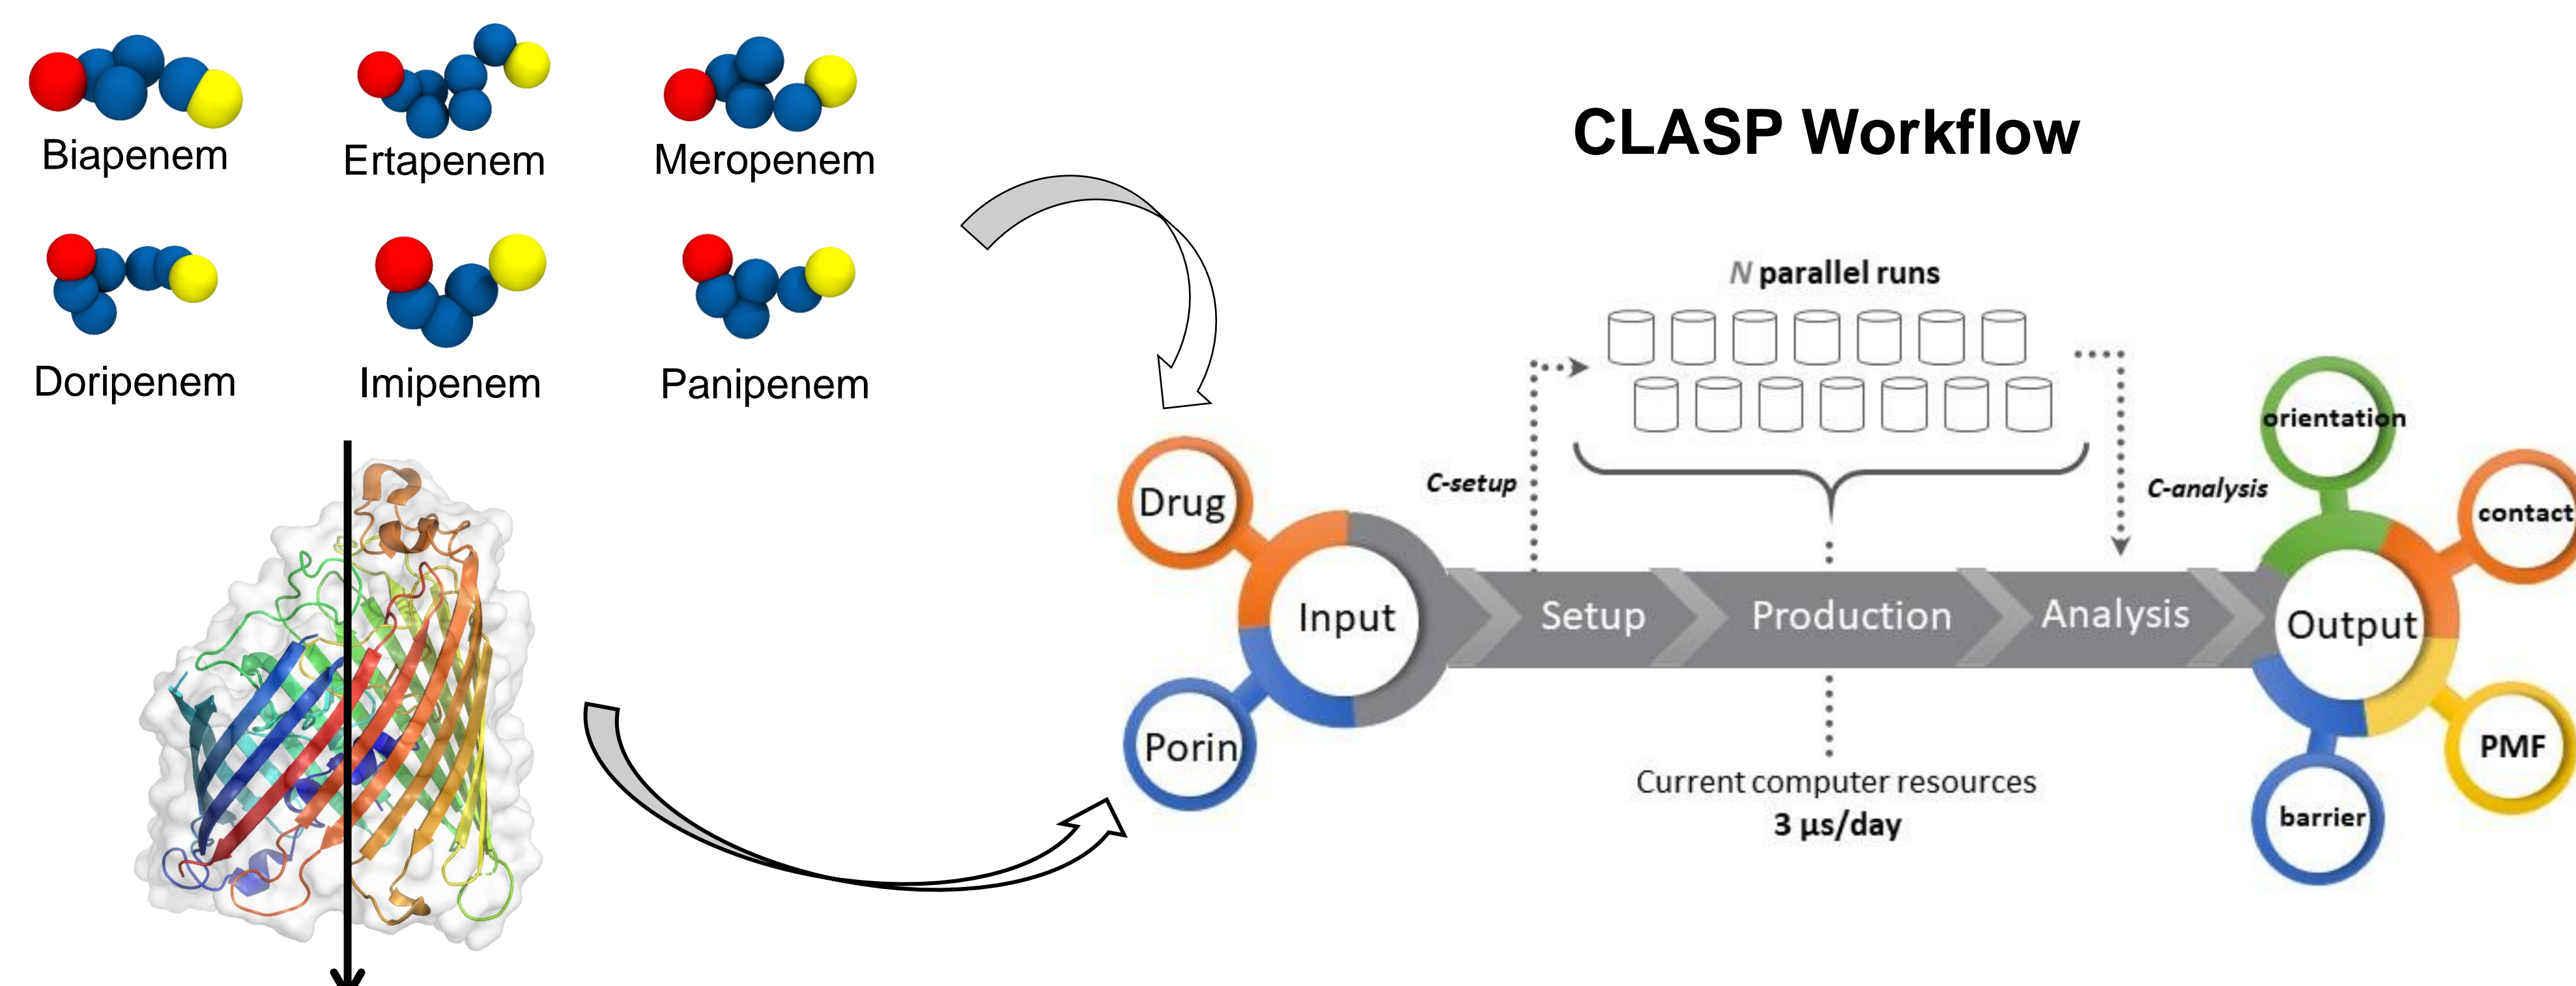 Biapenem
Ertapenem
Meropenem
Doripenem
Imipenem
Panipenem
CLASP Workflow
N parallel runs
C-setup
C-analysis
Drug
Porin
Input
Setup
Production
Analysis
Output
orientation
contact
PMF
barrier
Current computer resources
3 µs/day